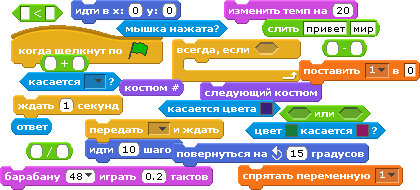 <
идти в x: 0 y: 0
изменить темп на 20
мышка нажата?
слить привет мир
когда щелкнут по
всегда, если
-
+
касается ?
поставить 1 в 0
костюм #
следующий костюм
ждать 1 секунд
касается цвета
или
ответ
передать и ждать
цвет касается ?
/
идти 10 шаго
повернуться на 15 градусов
барабану 48 играть 0.2 тактов
спрятать переменную 1